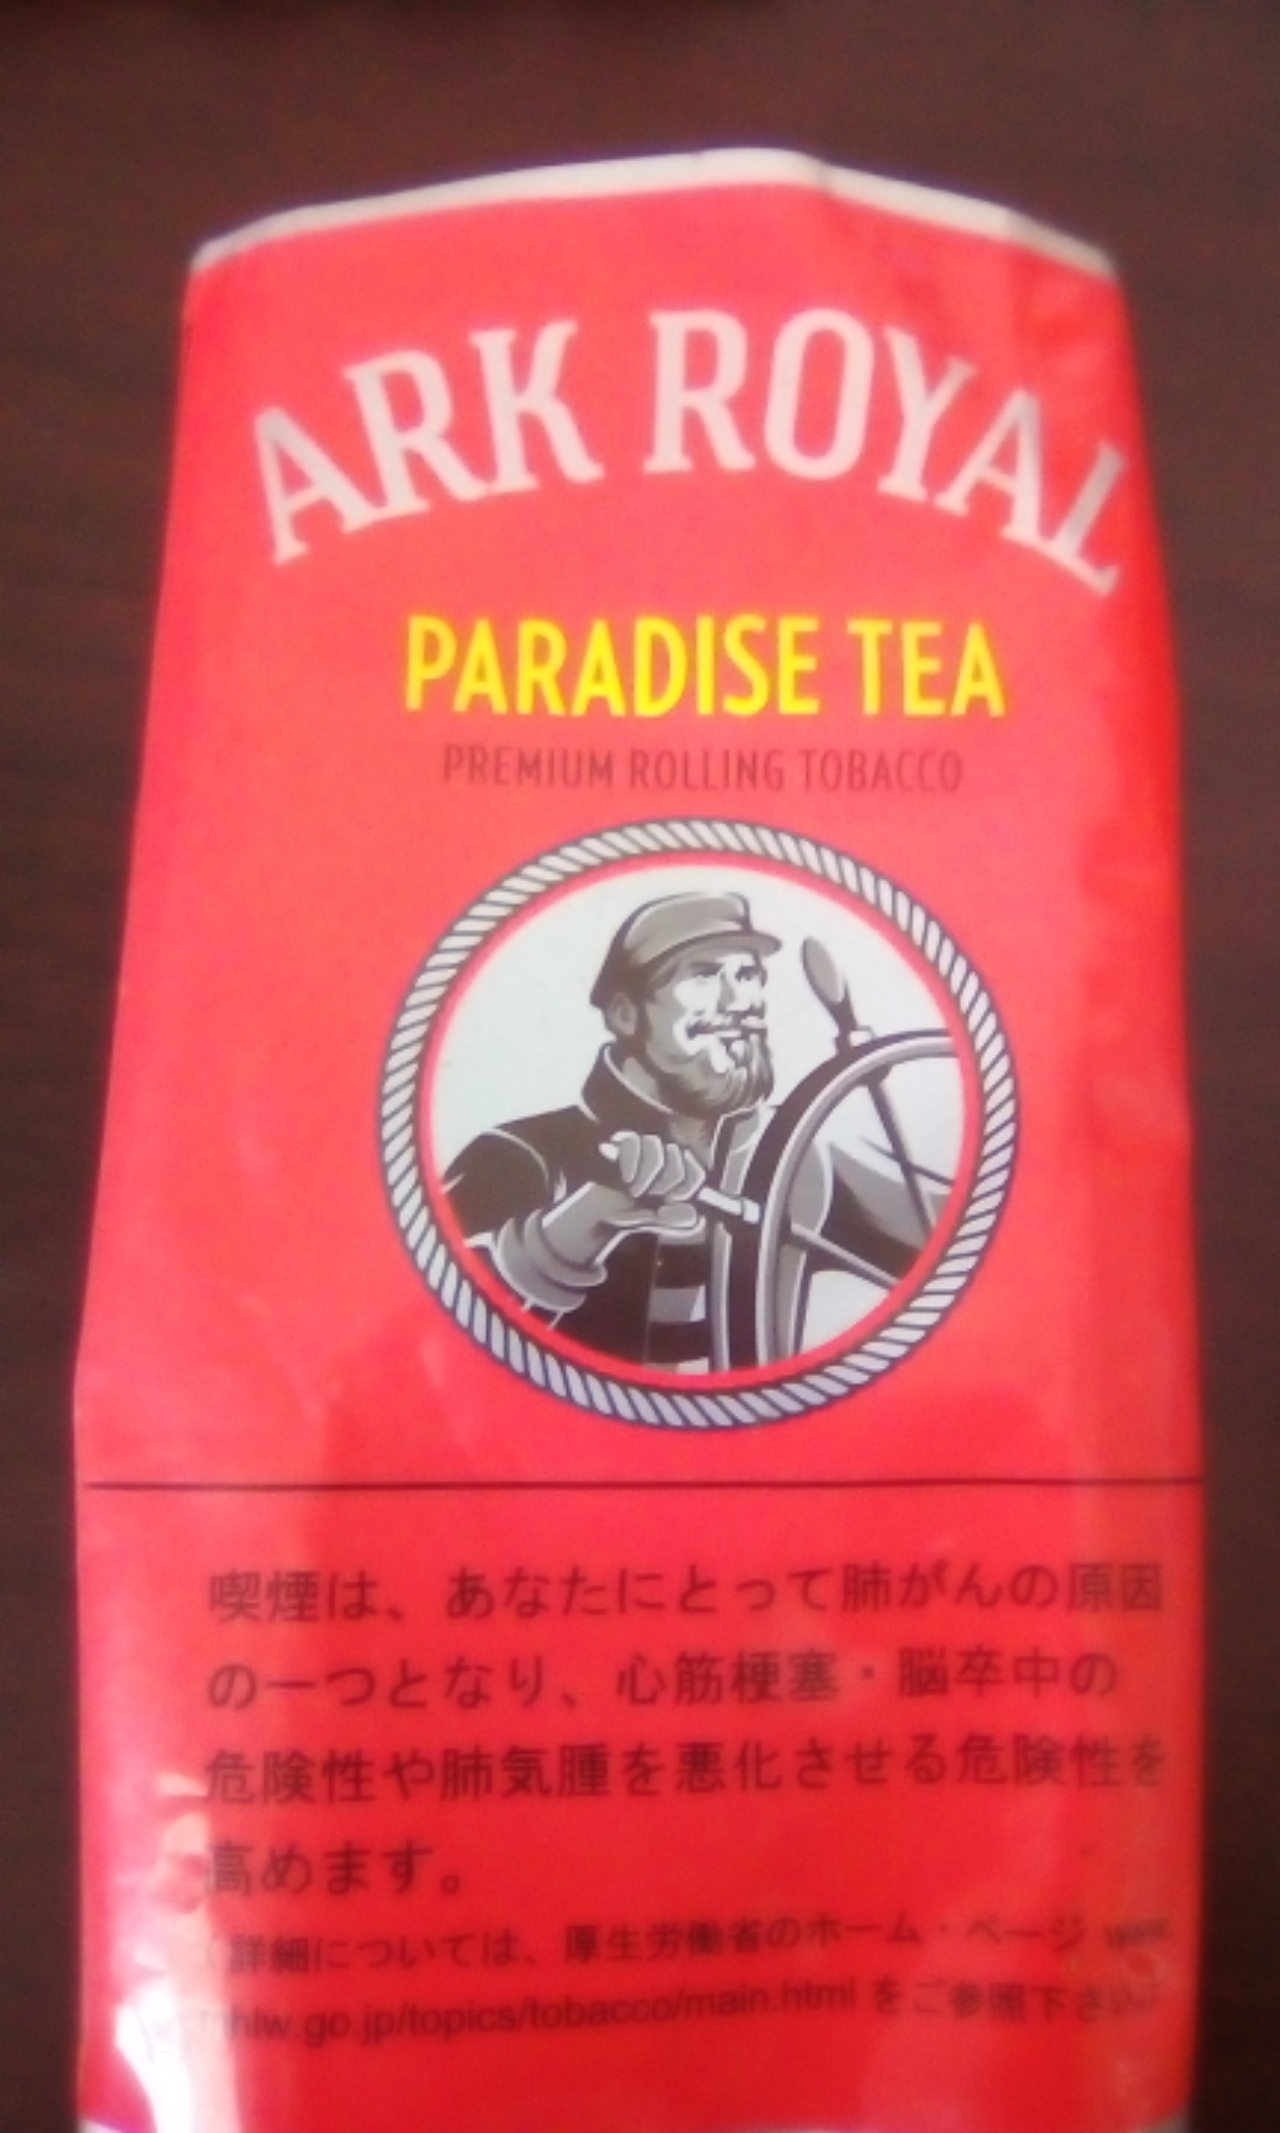 ARK ROYAL
PARADISE TEA
PREMIUM ROLLING TOBACCO
喫煙は、あなたにとって肺がんの原因
の一つとなり、心筋梗塞・脳卒中の
危険性や肺気腫を悪化させる危険性を
高めます。
(詳細については、厚生労働省のホーム・ページ
mhlw.go.jp/topics/tobacco/main.html をご参照下さい